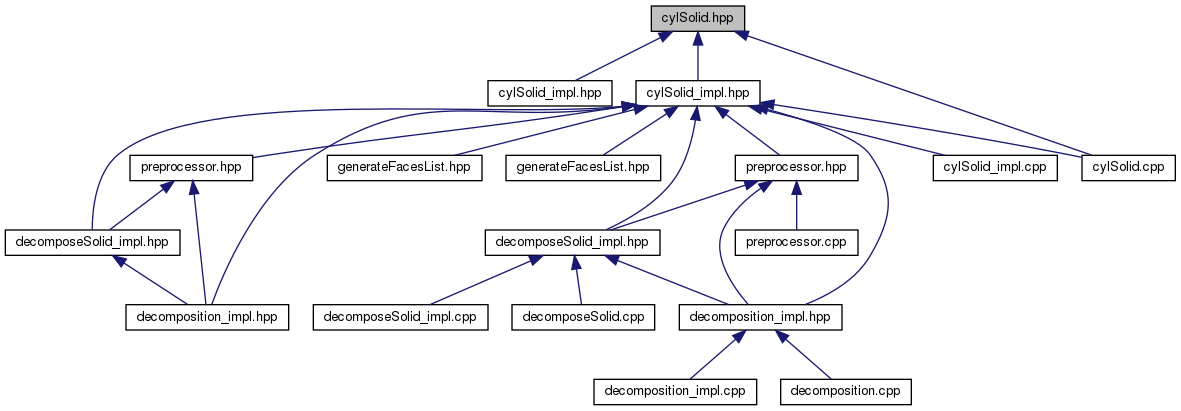 cylSolid.hpp
cylSolid_impl.hpp
cylSolid_impl.hpp
preprocessor.hpp
generateFacesList.hpp
generateFacesList.hpp
preprocessor.hpp
cylSolid_impl.cpp
cylSolid.cpp
decomposeSolid_impl.hpp
decomposeSolid_impl.hpp
preprocessor.cpp
decomposition_impl.hpp
decomposeSolid_impl.cpp
decomposeSolid.cpp
decomposition_impl.hpp
decomposition_impl.cpp
decomposition.cpp